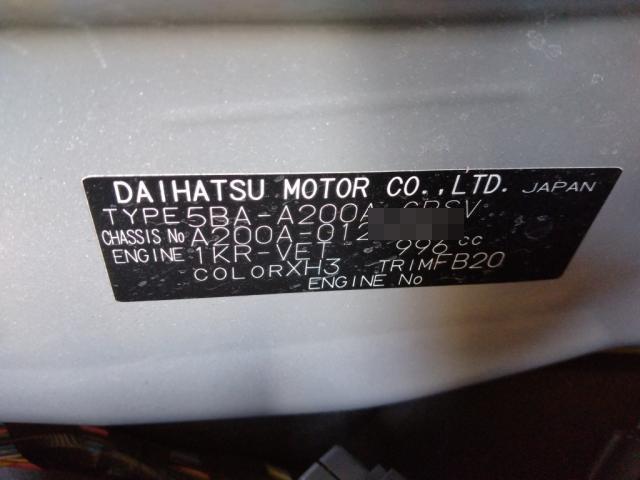 DAIHATSU MOTOR CO.,LTD. JAPAN
TYPE 5BA-A200A-GBSV
CHASSIS No A200A-012
ENGINE 1KR-VET 996 cc
COLOR XH3 TRIM FB20
ENGINE No